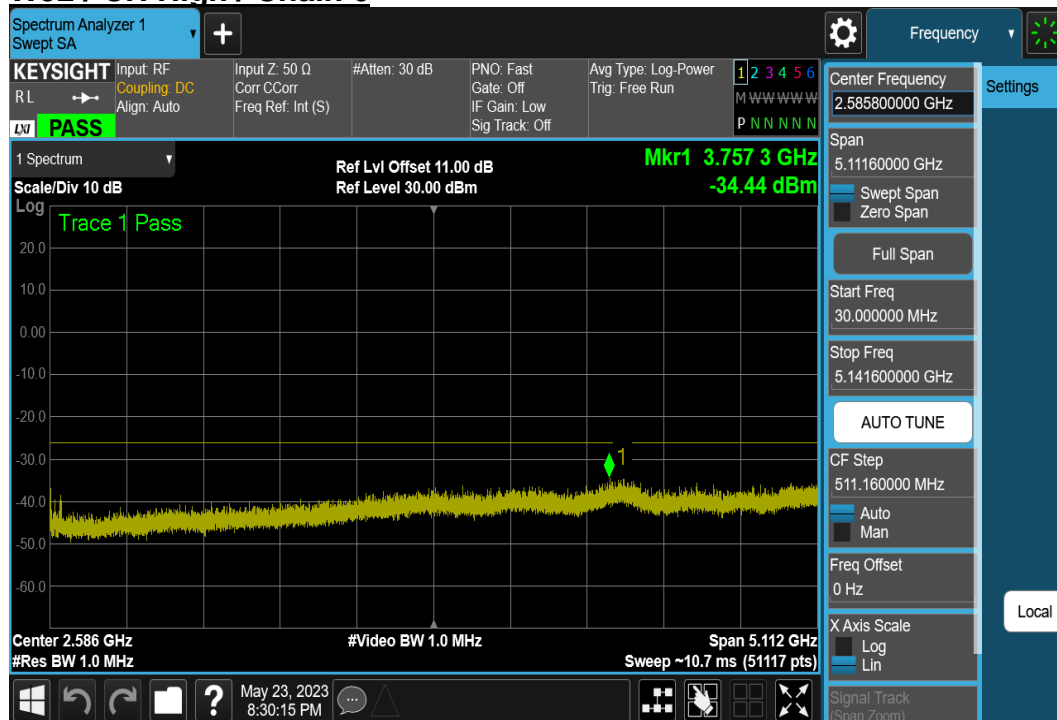 Spectrum Analyzer 1
Swept SA
Frequency
KEYSIGHT
Input: RF
Coupling: DC
Align: Auto
Input Z: 50 Ω
Corr CCorr
Freq Ref: Int (S)
#Atten: 30 dB
PNO: Fast
Gate: Off
IF Gain: Low
Sig Track: Off
Avg Type: Log-Power
Trig: Free Run
1 2 3 4 5 6
M W W W W W
P N N N N N
R L
LXI
PASS
1 Spectrum
Scale/Div 10 dB
Ref Lvl Offset 11.00 dB
Ref Level 30.00 dBm
Mkr1 3.757 3 GHz
-34.44 dBm
Log
Trace 1 Pass
20.0
10.0
0.00
-10.0
-20.0
-30.0
-40.0
-50.0
-60.0
1
Center 2.586 GHz
#Res BW 1.0 MHz
#Video BW 1.0 MHz
Span 5.112 GHz
Sweep ~10.7 ms (51117 pts)
May 23, 2023
8:30:15 PM
Center Frequency
2.585800000 GHz
Settings
Span
5.11160000 GHz
Swept Span
Zero Span
Full Span
Start Freq
30.000000 MHz
Stop Freq
5.141600000 GHz
AUTO TUNE
CF Step
511.160000 MHz
Auto
Man
Freq Offset
0 Hz
Local
X Axis Scale
Log
Lin
Signal Track
(Span Zoom)